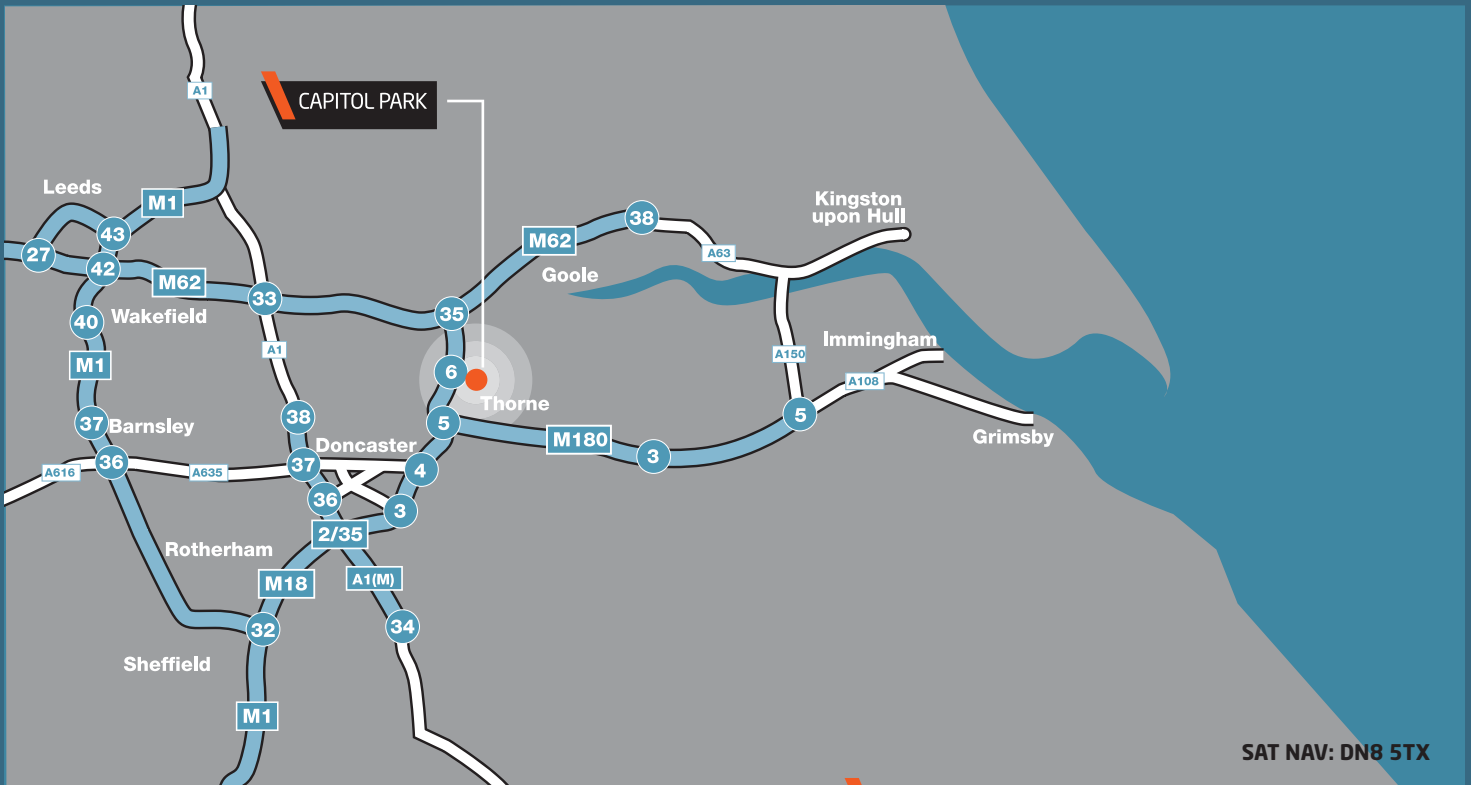 A1
CAPITOL PARK
Leeds
M1
Kingston
upon Hull
43
38
27
M62
A63
42
M62
Goole
33
35
40
Wakefield
Immingham
M1
A1
A150
6
A108
Thorne
37
Barnsley
38
5
5
Doncaster
M180
Grimsby
3
A616
36
A635
37
4
36
3
2/35
Rotherham
M18
A1(M)
32
34
Sheffield
M1
SAT NAV: DN8 5TX